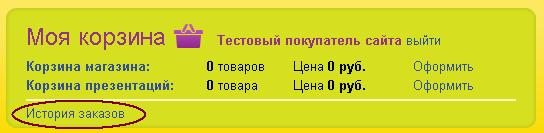 Моя корзина Тестовый покупатель сайта выйти
Корзина магазина: 0 товаров Цена 0 руб. Оформить
Корзина презентаций: 0 товара Цена 0 руб. Оформить
История заказов